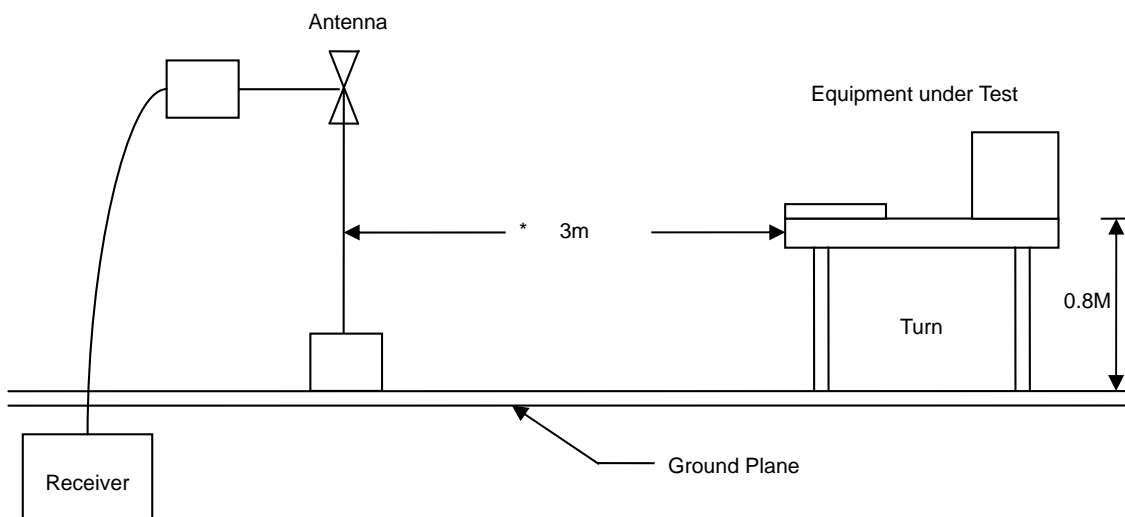 Antenna
Equipment under Test
* 3m
0.8M
Turn
Ground Plane
Receiver